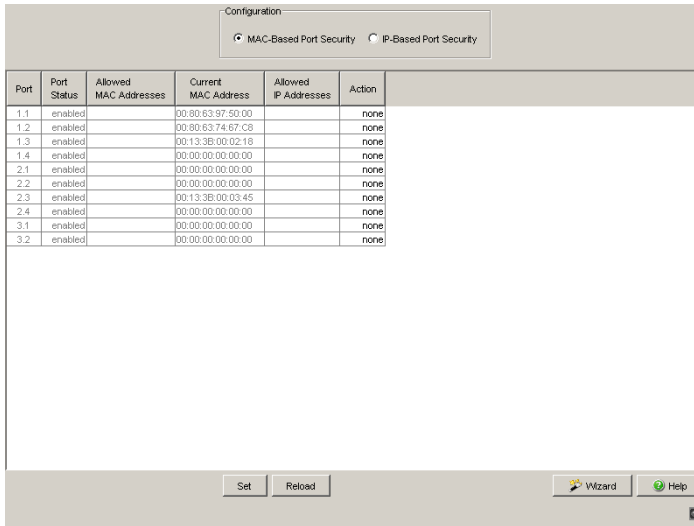 Configuration
MAC-Based Port Security IP-Based Port Security
Port Port Status Allowed MAC Addresses Current MAC Address Allowed IP Addresses Action
1.1 enabled 00:80:63:97:50:00 none
1.2 enabled 00:80:63:74:67:C8 none
1.3 enabled 00:13:3B:00:02:18 none
1.4 enabled 00:00:00:00:00:00 none
2.1 enabled 00:00:00:00:00:00 none
2.2 enabled 00:00:00:00:00:00 none
2.3 enabled 00:13:3B:00:03:45 none
2.4 enabled 00:00:00:00:00:00 none
3.1 enabled 00:00:00:00:00:00 none
3.2 enabled 00:00:00:00:00:00 none
Set Reload Wizard Help